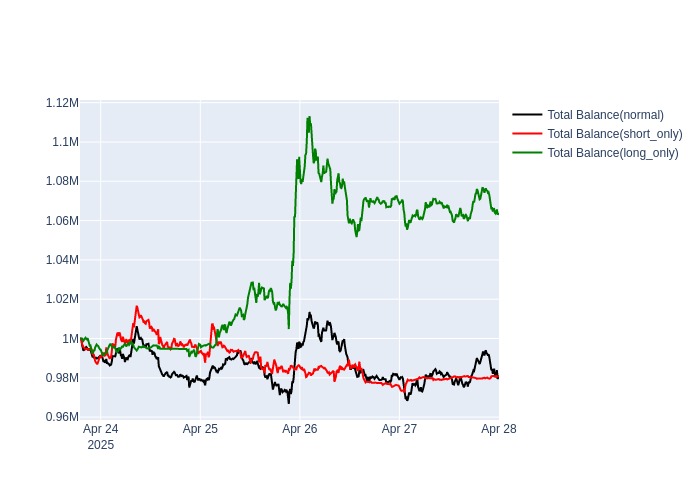 1.12M
1.1M
1.08M
1.06M
1.04M
1.02M
1M
0.98M
0.96M
Apr 24
2025
Apr 25
Apr 26
Apr 27
Apr 28
Total Balance(normal)
Total Balance(short_only)
Total Balance(long_only)